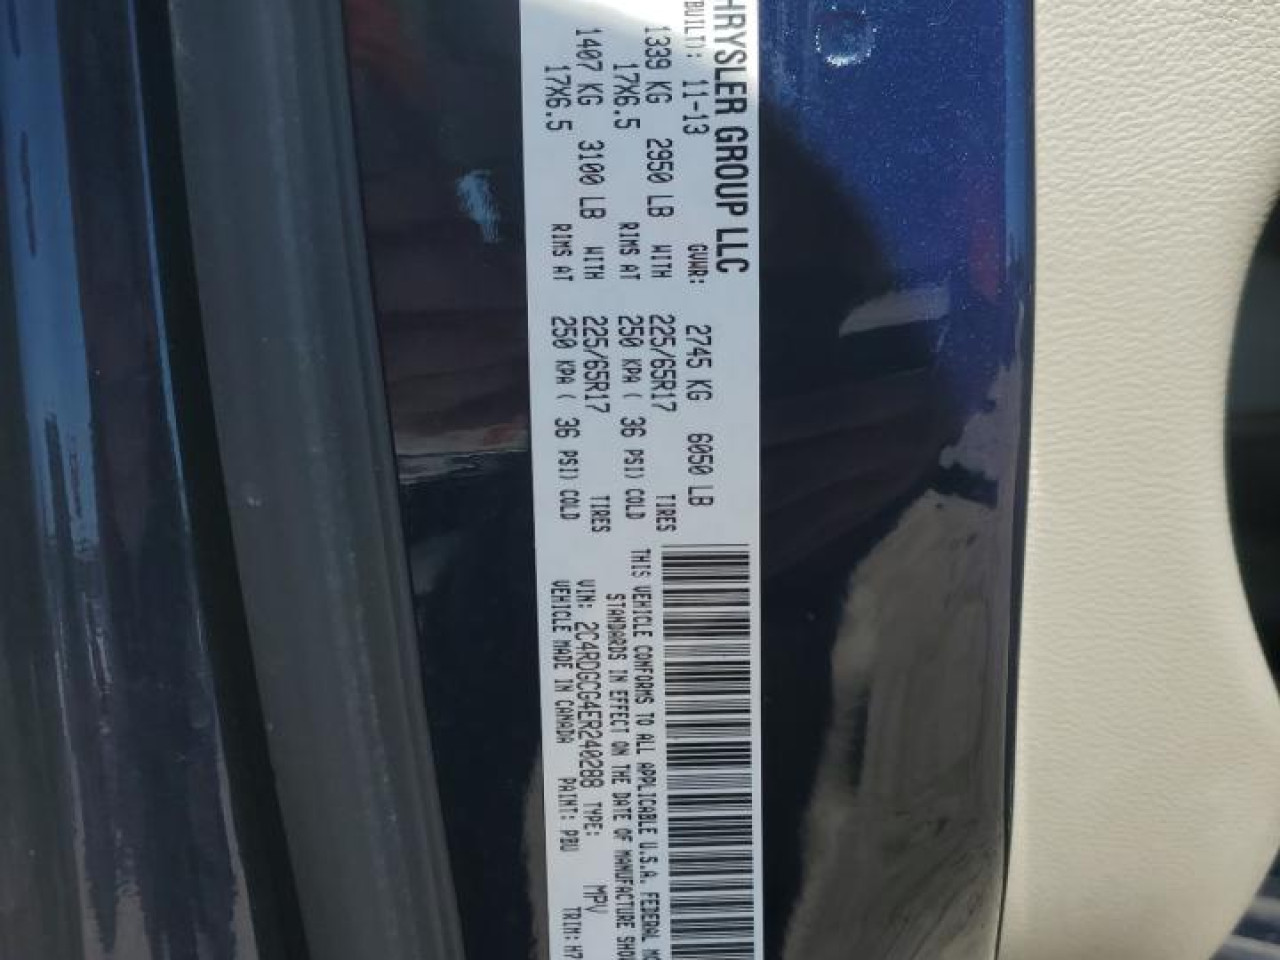 HRYSLER GROUP LLC
BUILT): 11-13 GVWR: 2745 KG 6050 LB
1339 KG 2950 LB WITH 225/65R17 TIRES
17X6.5 RIMS AT 250 KPA ( 36 PSI) COLD
1407 KG 3100 LB WITH 225/65R17 TIRES
17X6.5 RIMS AT 250 KPA ( 36 PSI) COLD
THIS VEHICLE CONFORMS TO ALL APPLICABLE U.S.A. FEDERAL
STANDARDS IN EFFECT ON THE DATE OF MANUFACTURE
VIN: 2C4RDGCG4ER240288 TYPE: MPV
VEHICLE MADE IN CANADA PAINT: PBU TRIM: H7